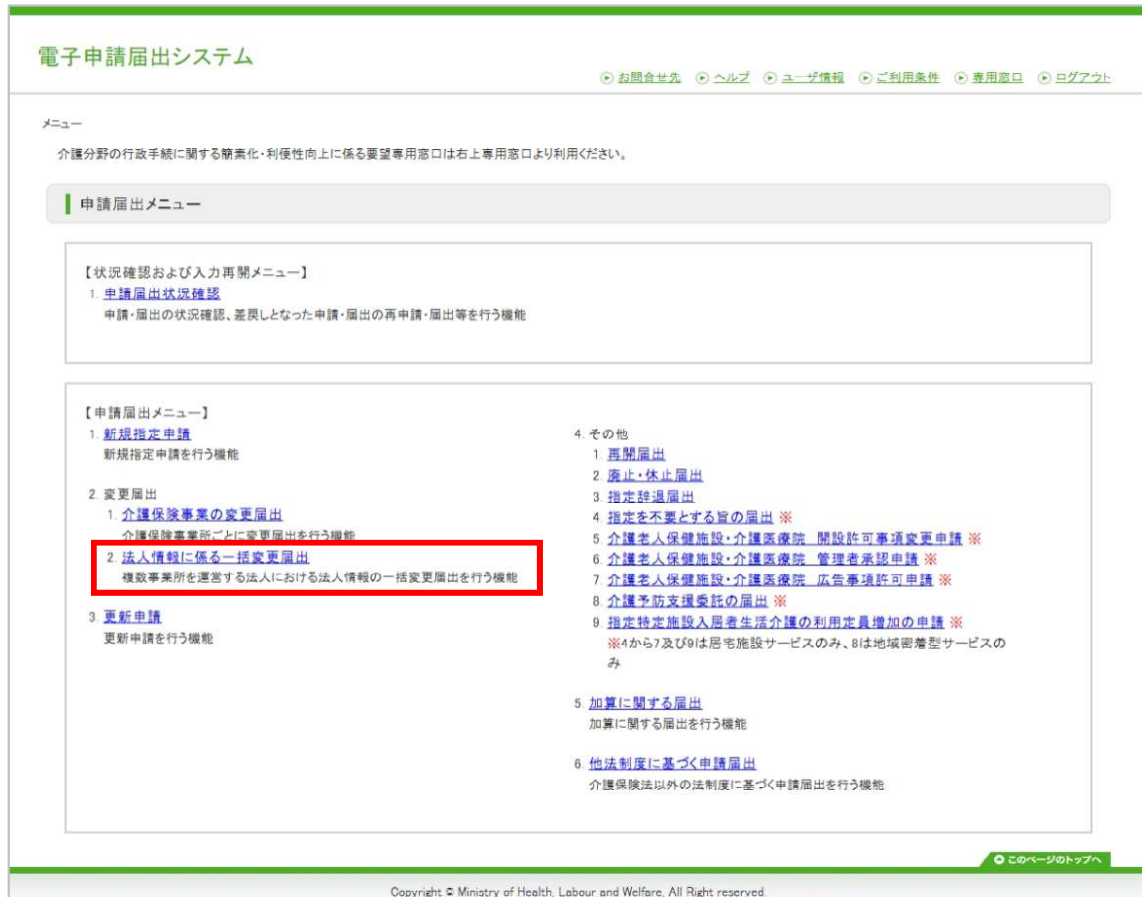 電子申請届出システム
お問合せ先 ヘルプ ユーザ情報 ご利用条件 専用窓口 ログアウト
メニュー
介護分野の行政手続に関する簡素化・利便性向上に係る要望専用窓口は右上専用窓口より利用ください。
申請届出メニュー
【状況確認および入力再開メニュー】
1. 申請届出状況確認
申請・届出の状況確認、差戻しとなった申請・届出の再申請・届出等を行う機能
【申請届出メニュー】
1. 新規指定申請
新規指定申請を行う機能
2. 変更届出
1. 介護保険事業の変更届出
介護保険事業所ごとに変更届出を行う機能
2. 法人情報に係る一括変更届出
複数事業所を運営する法人における法人情報の一括変更届出を行う機能
3. 更新申請
更新申請を行う機能
4. その他
1. 再開届出
2. 廃止・休止届出
3. 指定辞退届出
4. 指定を不要とする旨の届出 ※
5. 介護老人保健施設・介護医療院 開設許可事項変更申請 ※
6. 介護老人保健施設・介護医療院 管理者承認申請 ※
7. 介護老人保健施設・介護医療院 広告事項許可申請 ※
8. 介護予防支援委託の届出 ※
9. 指定特定施設入居者生活介護の利用定員増加の申請 ※
※4から7及び9は居宅施設サービスのみ、8は地域密着型サービスの
み
5. 加算に関する届出
加算に関する届出を行う機能
6. 他法制度に基づく申請届出
介護保険法以外の法制度に基づく申請届出を行う機能
このページのトップへ
Copyright © Ministry of Health, Labour and Welfare, All Right reserved.